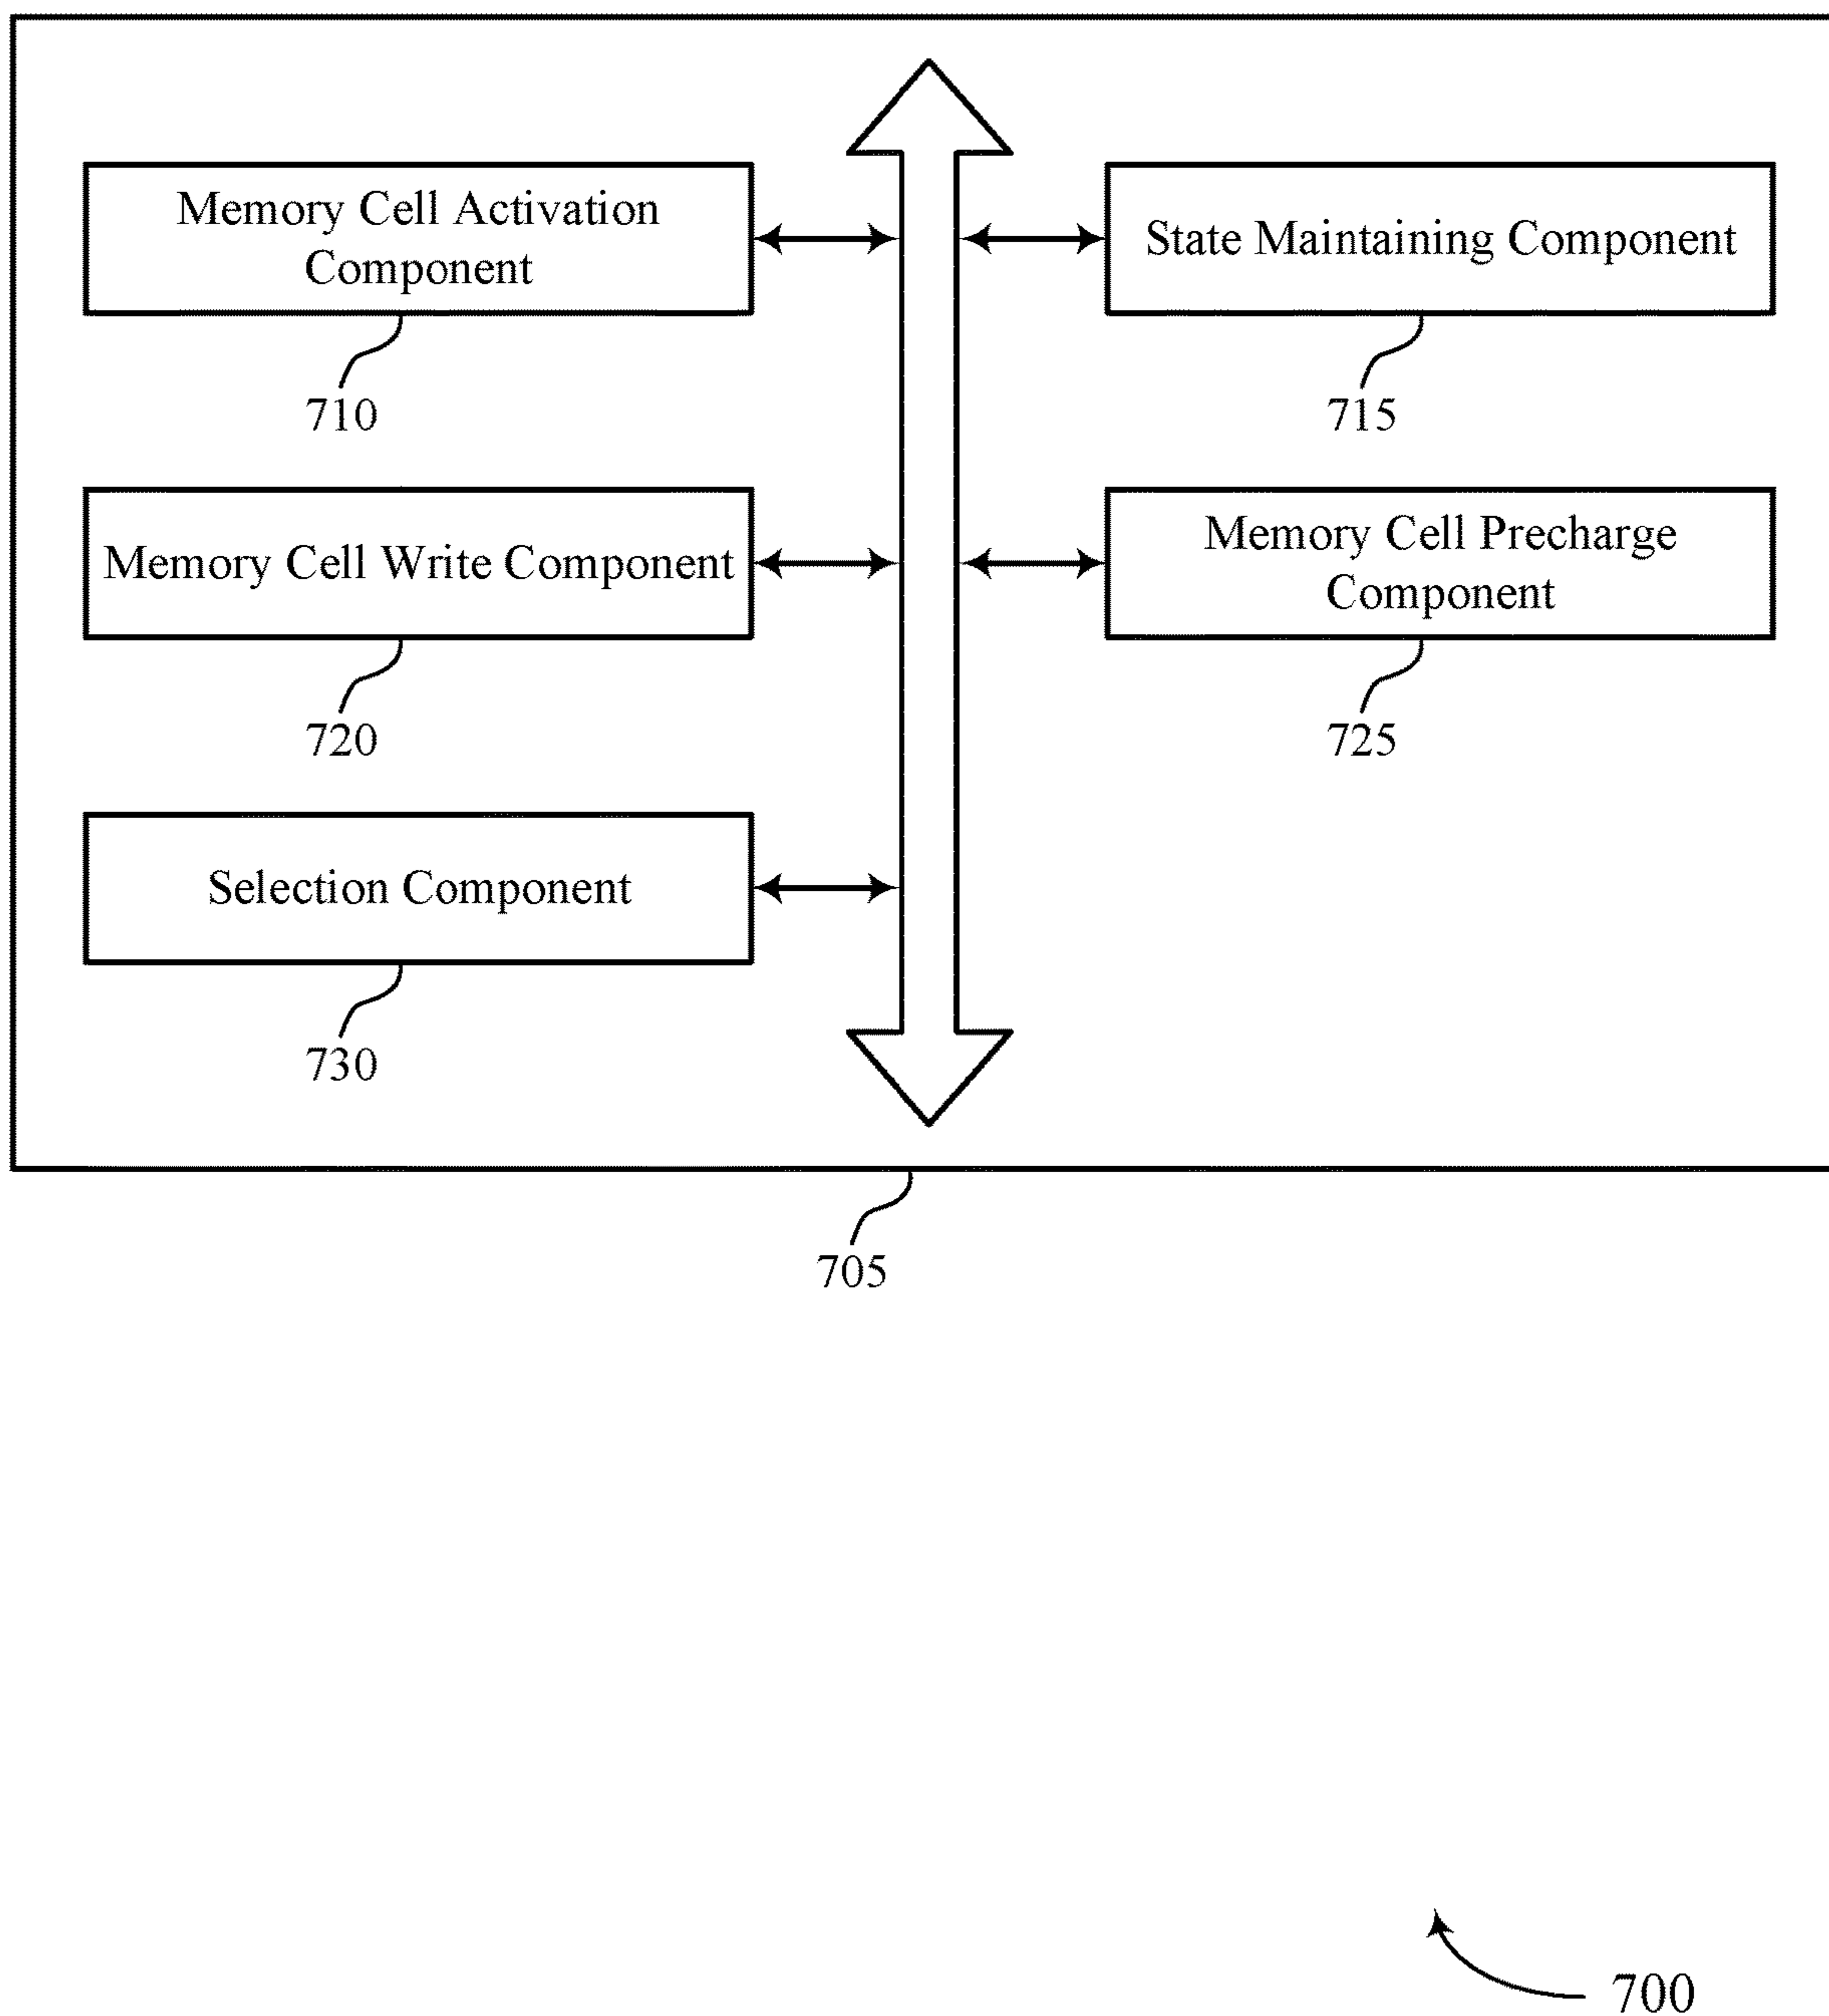 Memory Cell Activation
Component
710
State Maintaining Component
715
Memory Cell Write Component
720
Memory Cell Precharge
Component
725
Selection Component
730
705
700